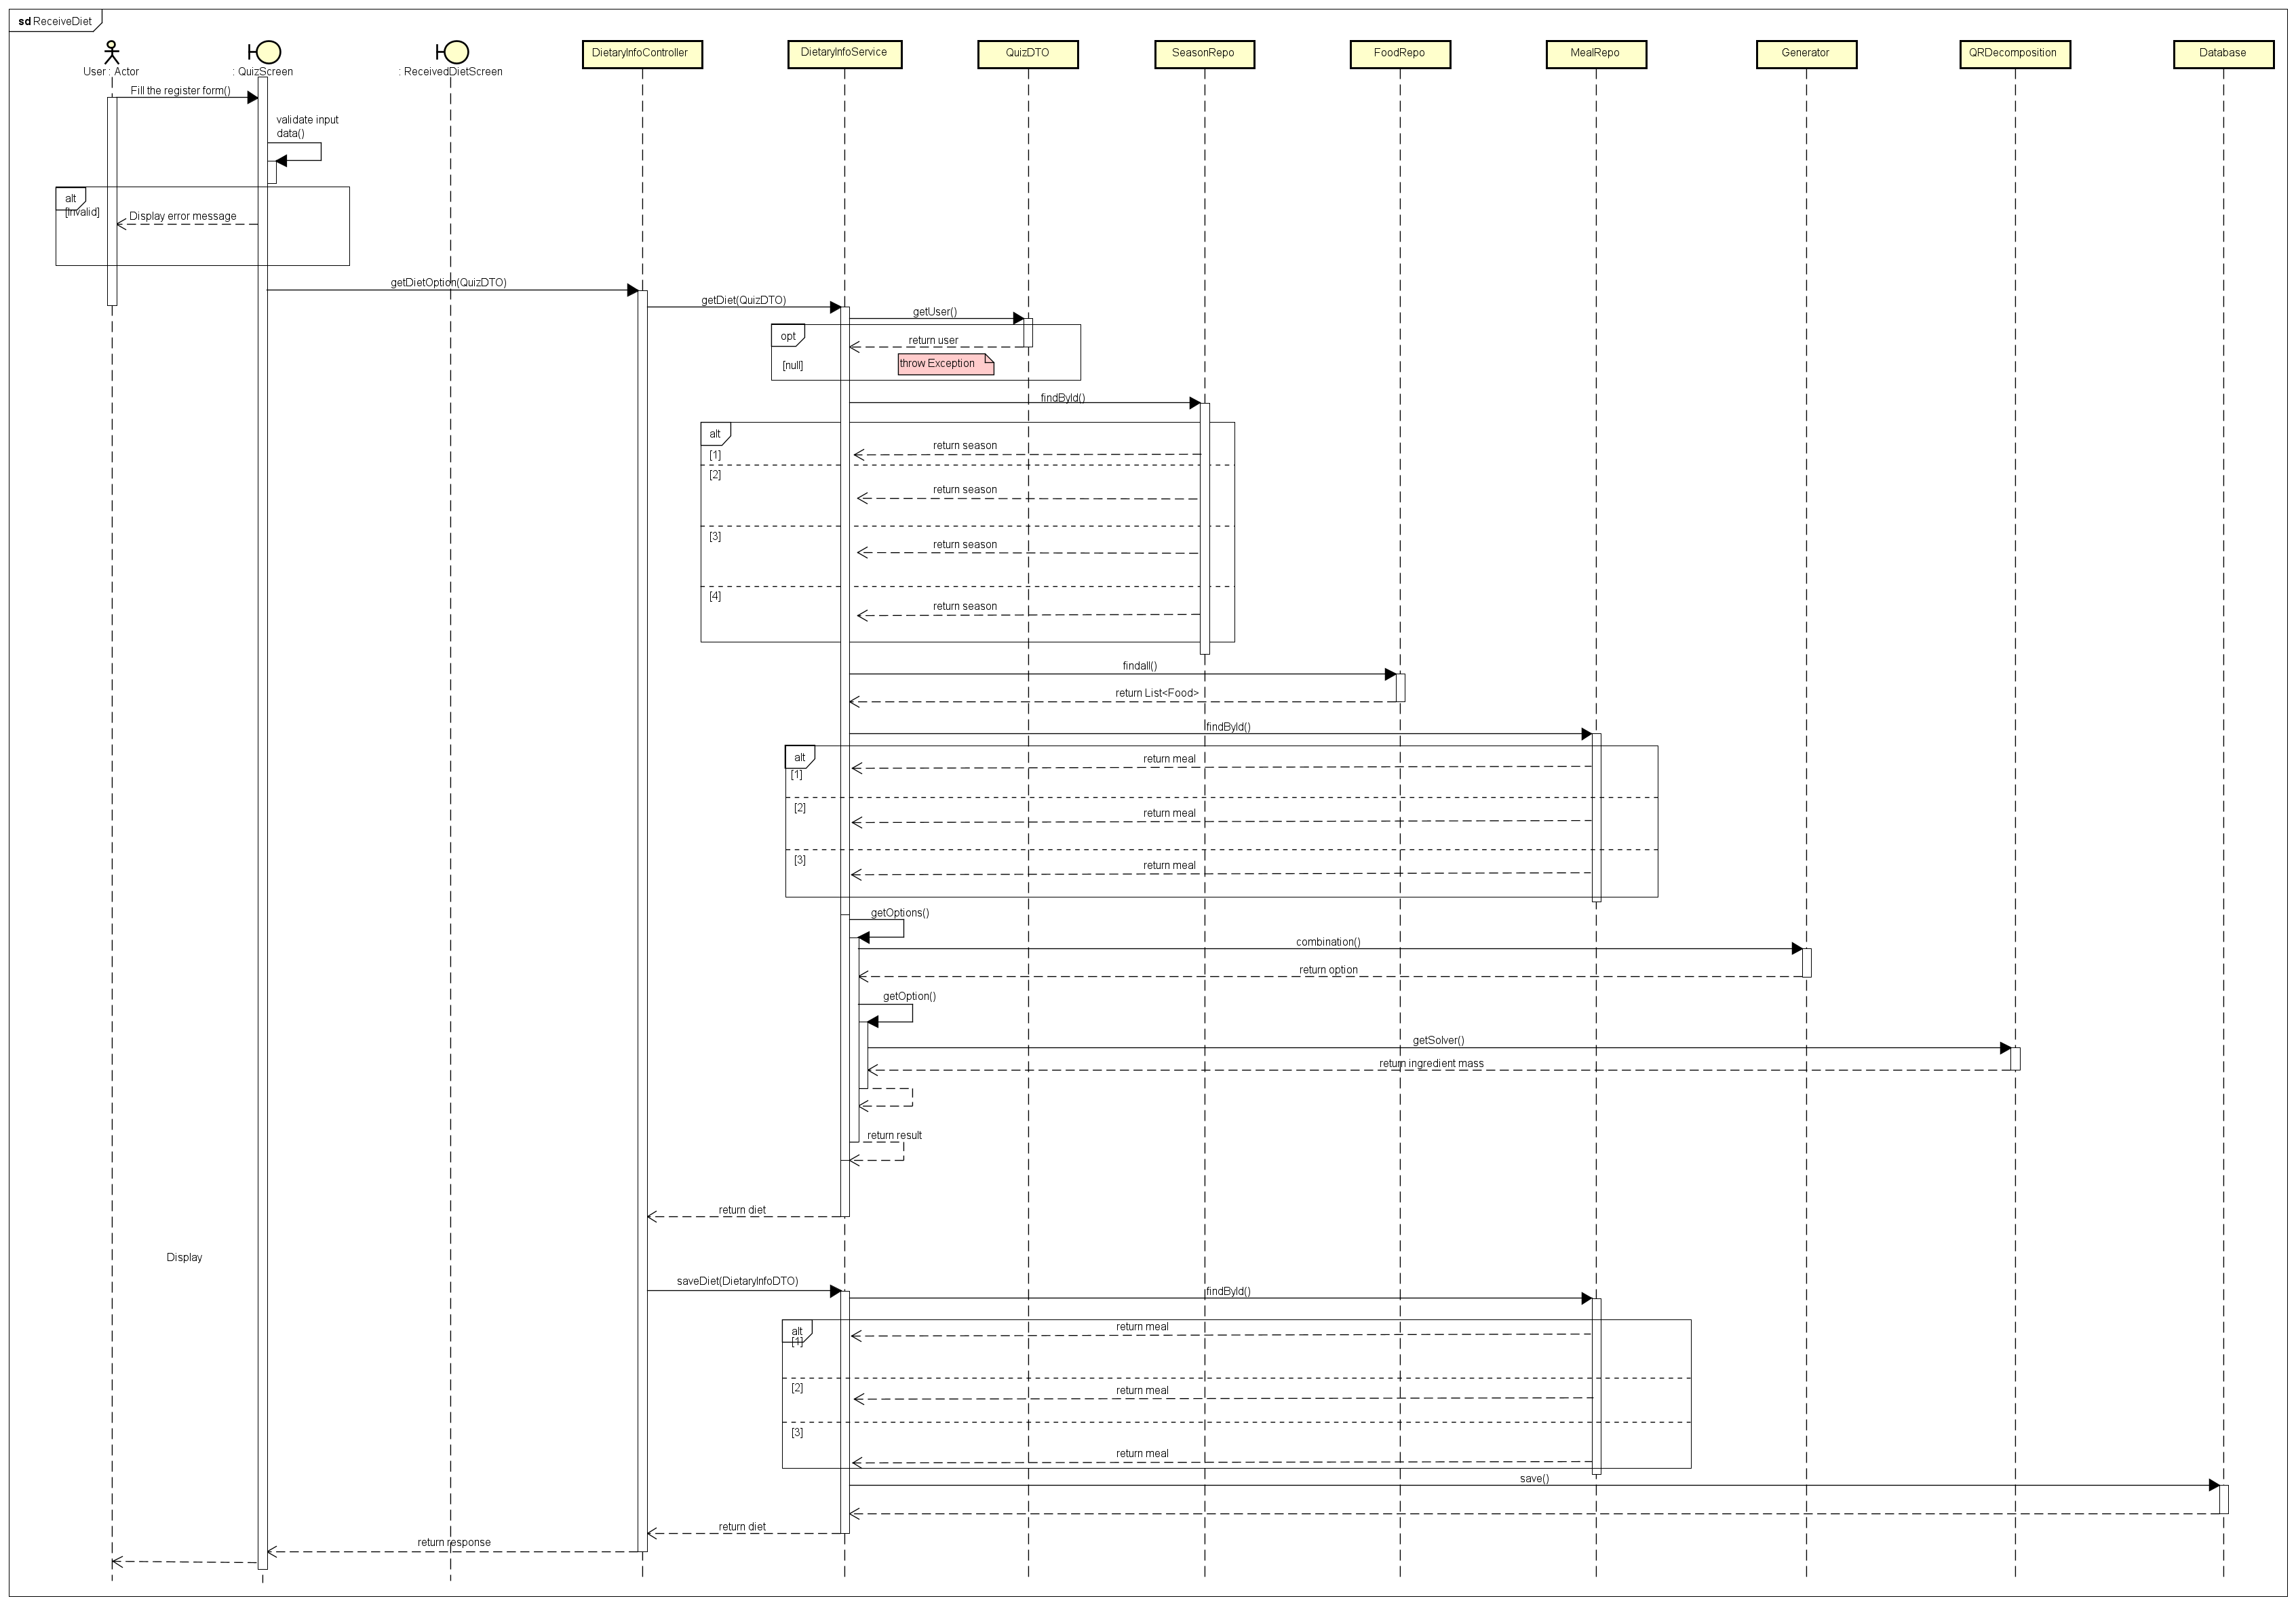 sd ReceiveDiet
User : Actor
: QuizScreen
: ReceivedDietScreen
DietaryInfoController
DietaryInfoService
QuizDTO
SeasonRepo
FoodRepo
MealRepo
Generator
QRDecomposition
Database
Fill the register form()
validate input
data()
alt
[Invalid]
Display error message
getDietOption(QuizDTO)
getDiet(QuizDTO)
getUser()
opt
return user
[null]
throw Exception
findById()
alt
return season
[1]
[2]
return season
[3]
return season
[4]
return season
findall()
return List<Food>
findById()
alt
return meal
[1]
[2]
return meal
[3]
return meal
getOptions()
combination()
return option
getOption()
getSolver()
return ingredient mass
return result
return diet
Display
saveDiet(DietaryInfoDTO)
findById()
alt
return meal
[1]
[2]
return meal
[3]
return meal
save()
return diet
return response